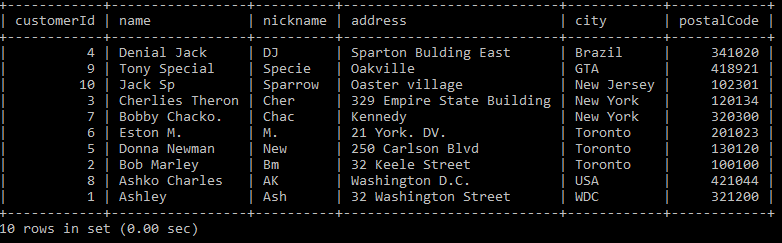 customerId | name | nickname | address | city | postalCode
4 | Denial Jack | DJ | Sparton Bulding East | Brazil | 341020
9 | Tony Special | Specie | Oakville | GTA | 418921
10 | Jack Sp | Sparrow | Oaster village | New Jersey | 102301
3 | Cherlies Theron | Cher | 329 Empire State Building | New York | 120134
7 | Bobby Chacko. | Chac | Kennedy | New York | 320300
6 | Eston M. | M. | 21 York. DV. | Toronto | 201023
5 | Donna Newman | New | 250 Carlson Blvd | Toronto | 130120
2 | Bob Marley | Bm | 32 Keele Street | Toronto | 100100
8 | Ashko Charles | AK | Washington D.C. | USA | 421044
1 | Ashley | Ash | 32 Washington Street | WDC | 321200
10 rows in set (0.00 sec)